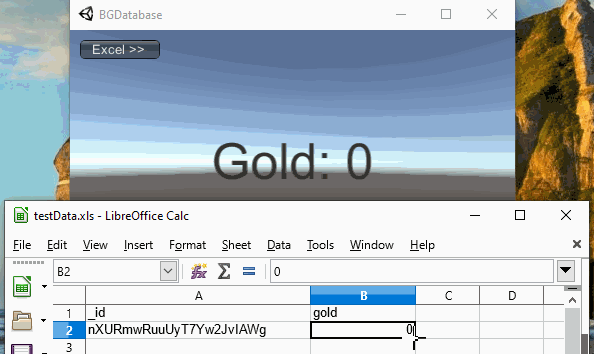 BGDatabase
Excel >>
Gold: 0
testData.xls - LibreOffice Calc
File Edit View Insert Format Sheet Data Tools Window Help
B2 0
A B C D
1 _id gold
2 nXURmwRuuUyT7Yw2JvIAWg 0
3